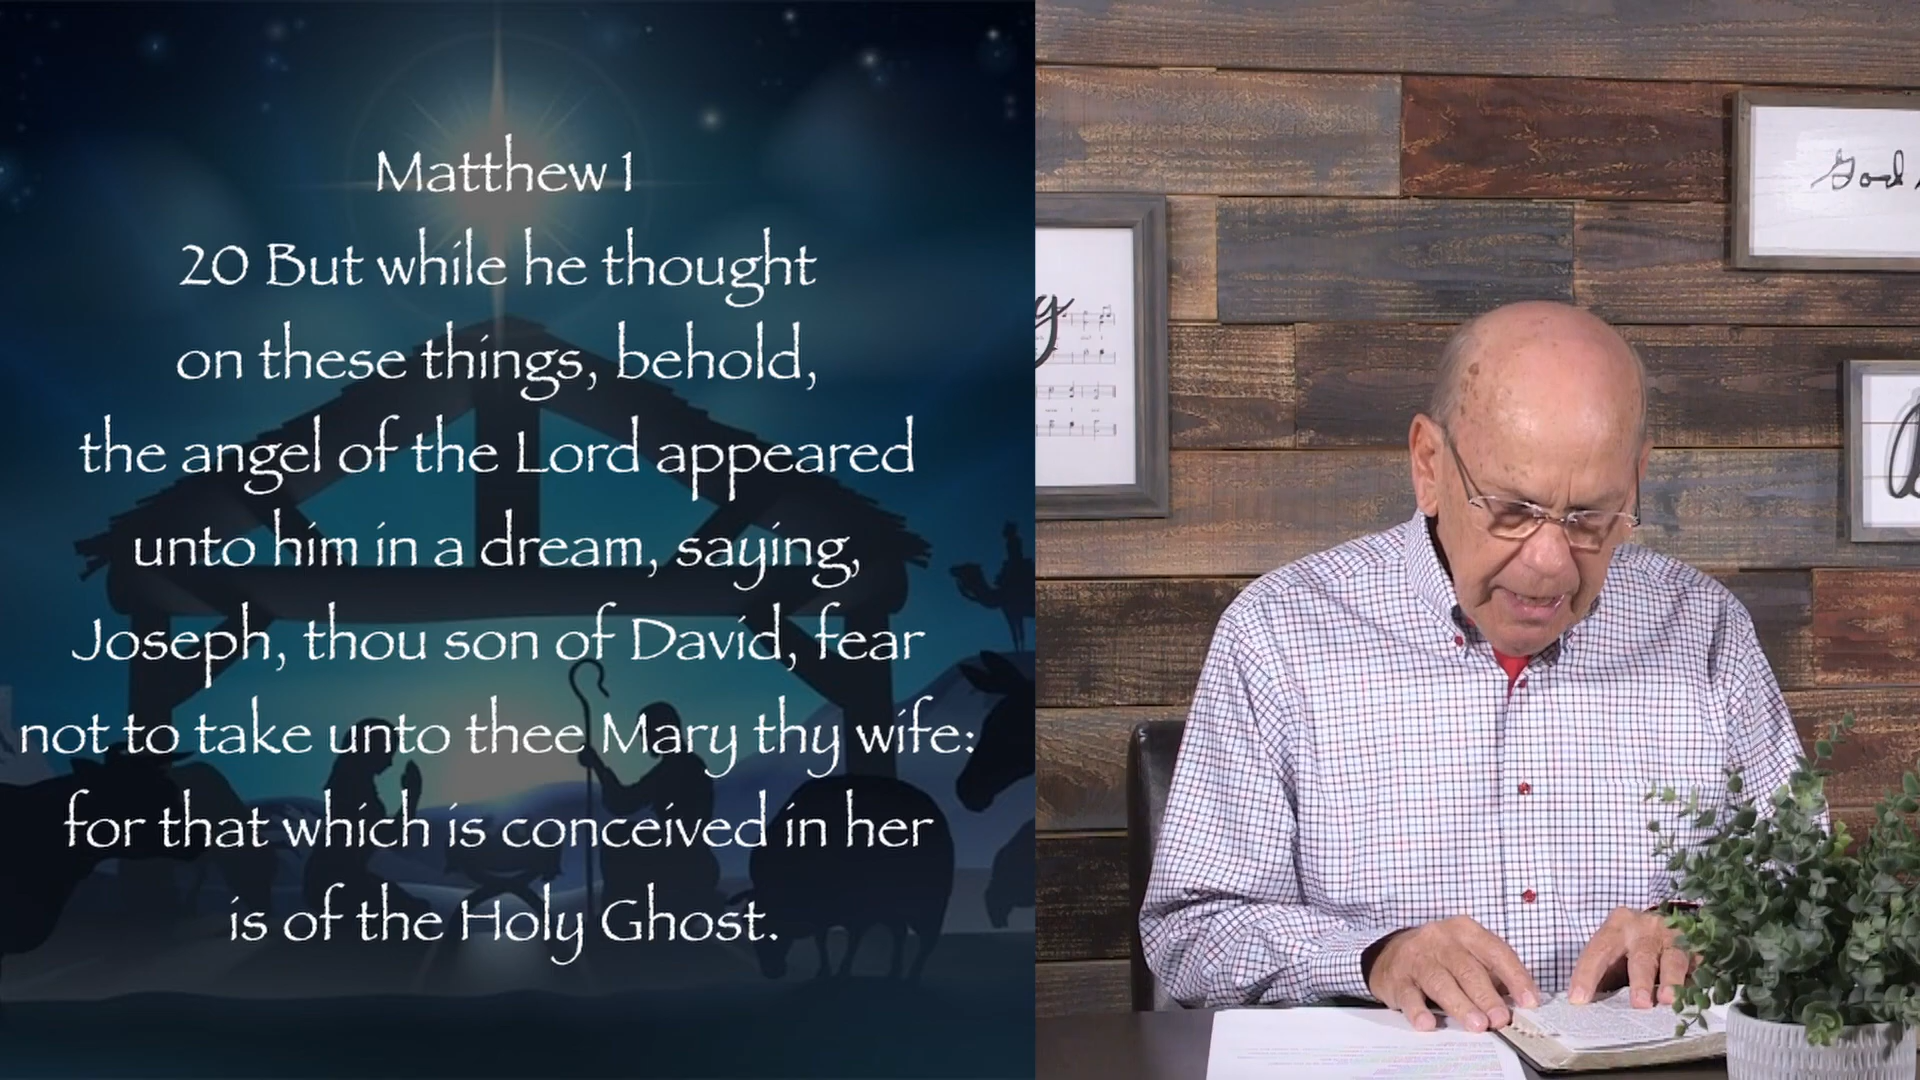 Matthew 1
20 But while he thought
on these things, behold,
the angel of the Lord appeared
unto him in a dream, saying,
Joseph, thou son of David, fear
not to take unto thee Mary thy wife:
for that which is conceived in her
is of the Holy Ghost.
God